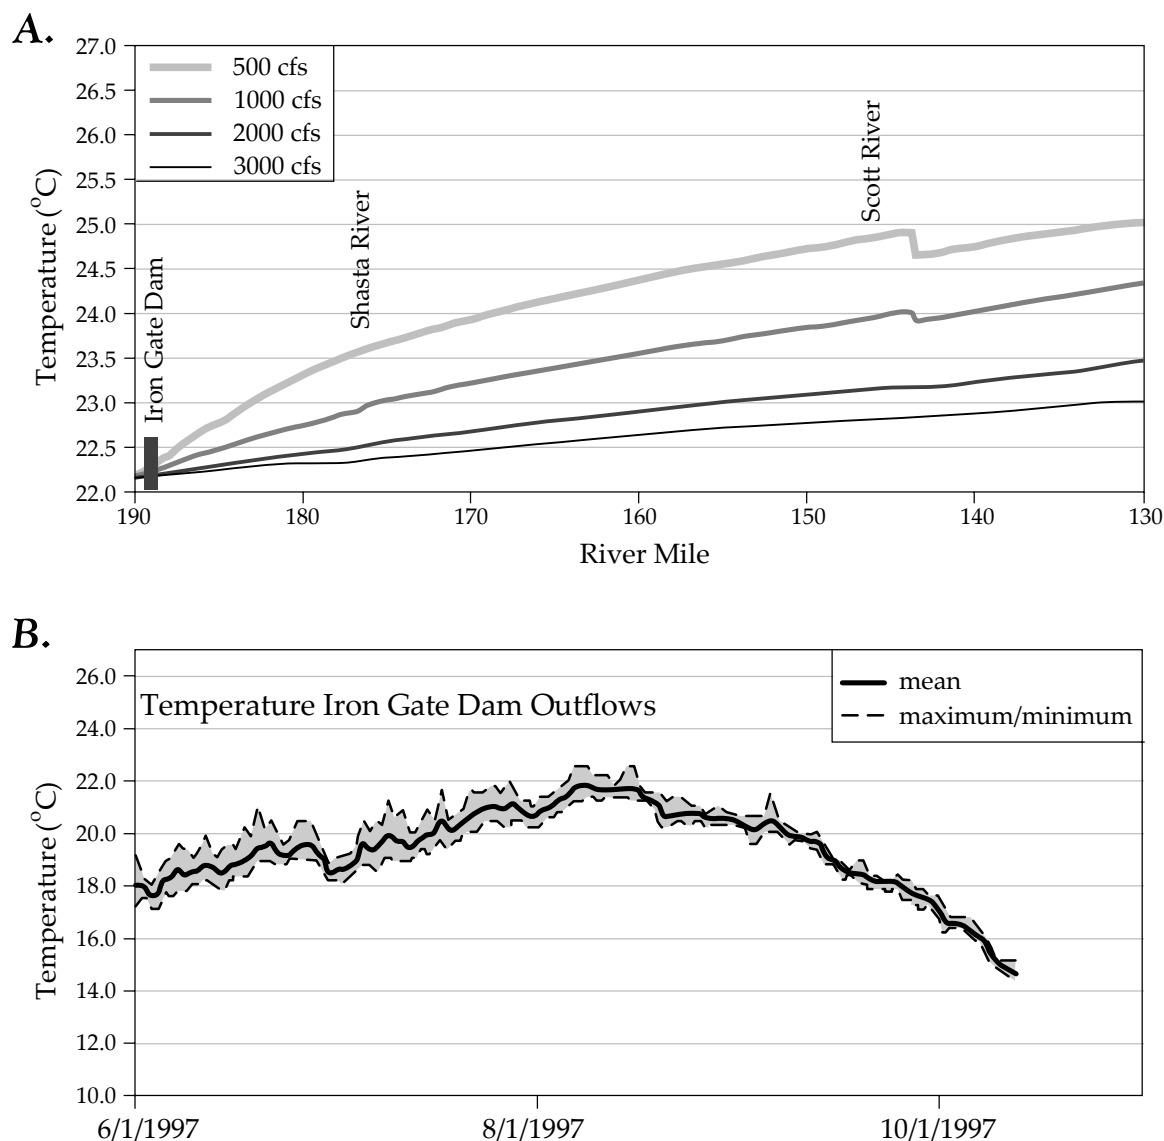 A.
27.0
26.5
26.0
25.5
25.0
24.5
24.0
23.5
23.0
22.5
22.0
Temperature (°C)
500 cfs
1000 cfs
2000 cfs
3000 cfs
Iron Gate Dam
Shasta River
Scott River
190 180 170 160 150 140 130
River Mile
B.
26.0
24.0
22.0
20.0
18.0
16.0
14.0
12.0
10.0
Temperature (°C)
Temperature Iron Gate Dam Outflows
mean
maximum/minimum
6/1/1997 8/1/1997 10/1/1997